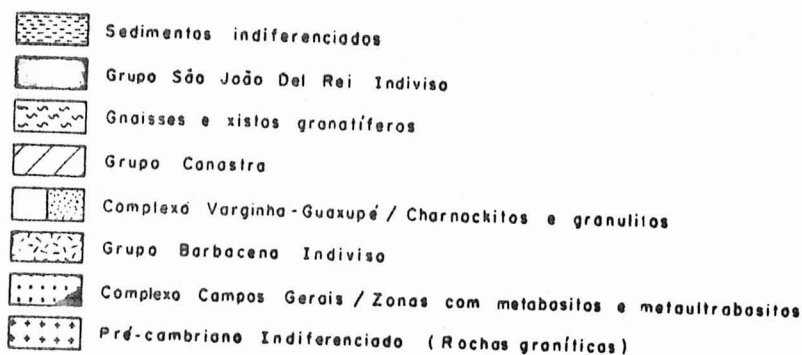 Sedimentos indiferenciados
Grupo São João Del Rei Indiviso
Gnaisses e xistos granatíferos
Grupo Canastra
Complexo Varginha-Guaxupé / Charnockitos e granulitos
Grupo Barbacena Indiviso
Complexo Campos Gerais / Zonas com metabasitos e metaultrabasitos
Pré-cambriano Indiferenciado (Rochas graníticas)